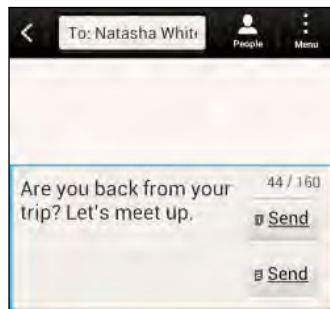 To: Natasha Whit
People
Menu
Are you back from your
trip? Let's meet up.
44 / 160
Send
Send